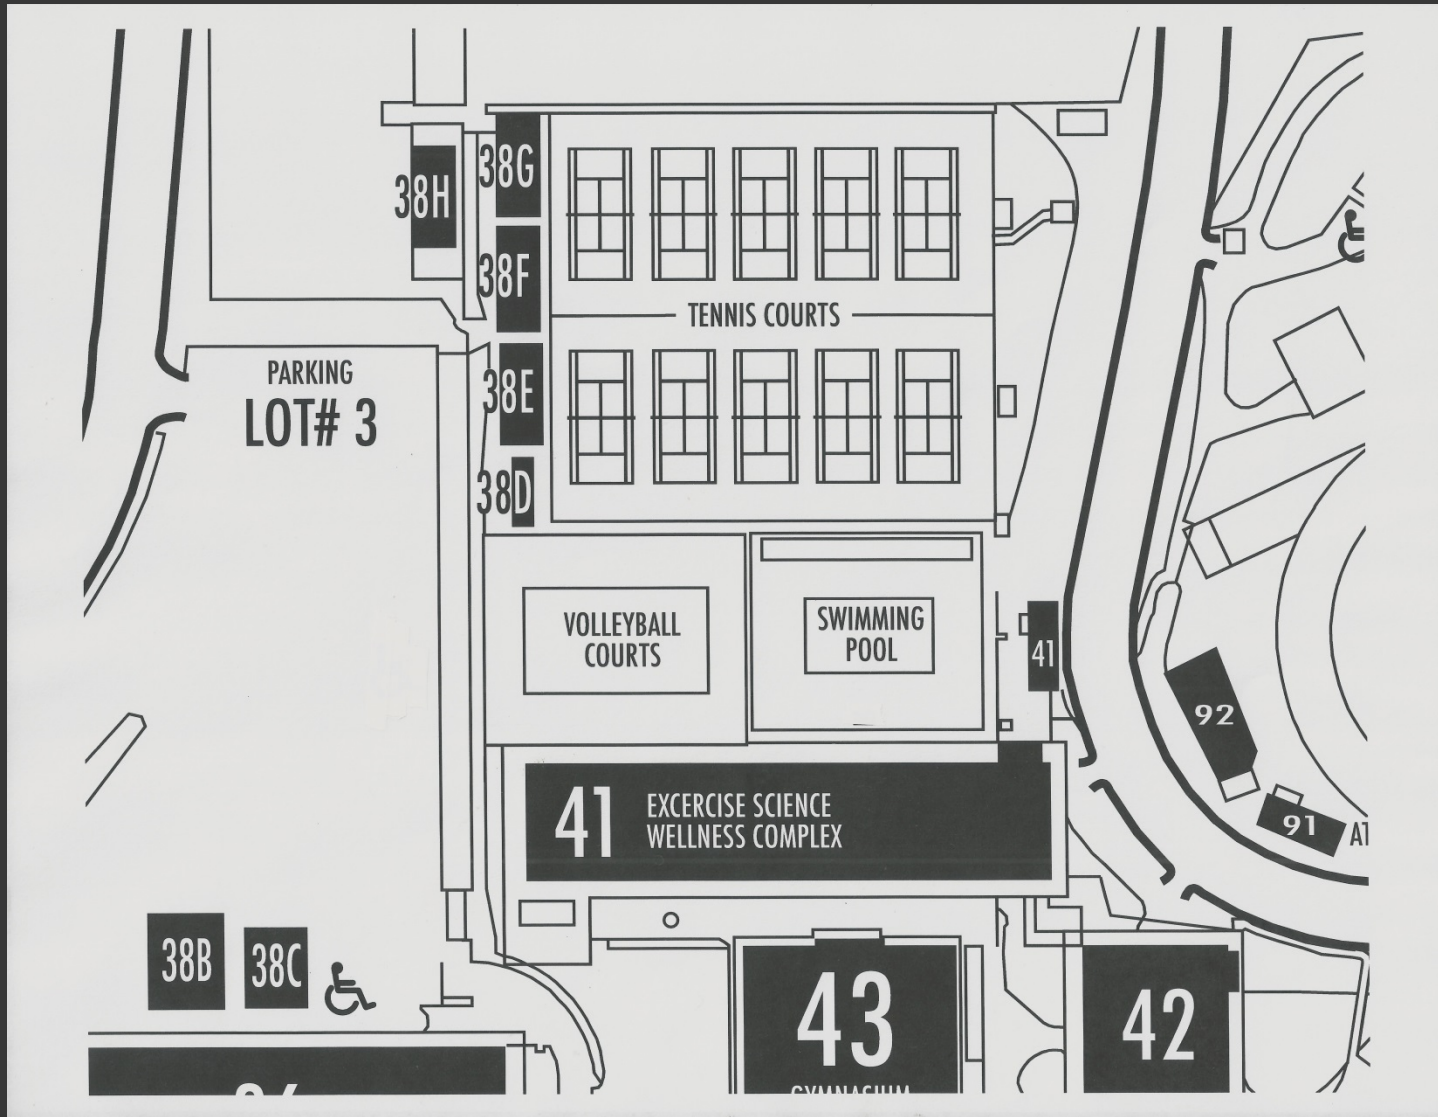 38G
38H
38F
TENNIS COURTS
PARKING
LOT# 3
38E
38D
VOLLEYBALL
COURTS
SWIMMING
POOL
41
92
41
EXCERCISE SCIENCE
WELLNESS COMPLEX
91
38B
38C
43
42
GYMNASIUM